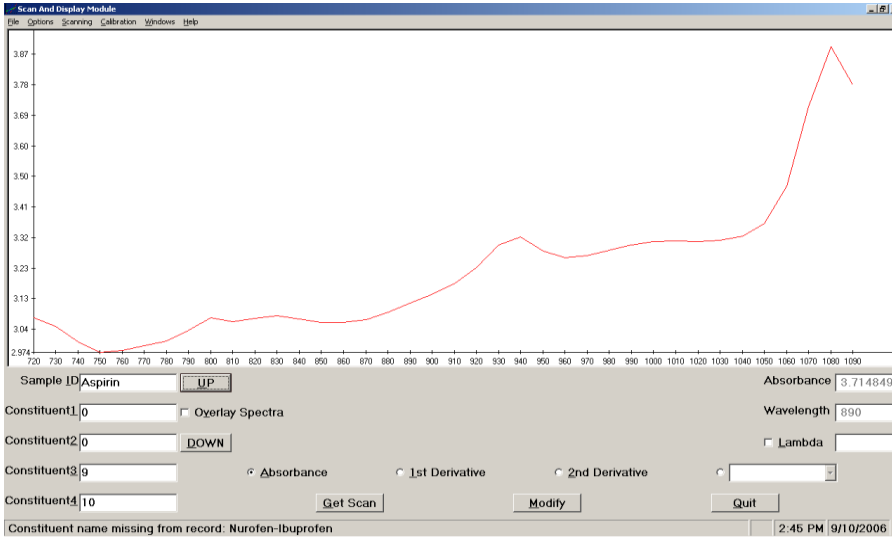 Scan And Display Module
File Options Scanning Calibration Windows Help
3.87
3.78
3.69
3.60
3.50
3.41
3.32
3.23
3.13
3.04
2.974
720 730 740 750 760 770 780 790 800 810 820 830 840 850 860 870 880 890 900 910 920 930 940 950 960 970 980 990 1000 1010 1020 1030 1040 1050 1060 1070 1080 1090
Sample ID Aspirin UP Absorbance 3.714849
Constituent1 0 Overlay Spectra Wavelength 890
Constituent2 0 DOWN Lambda
Constituent3 9 Absorbance 1st Derivative 2nd Derivative
Constituent4 10 Get Scan Modify Quit
Constituent name missing from record: Nurofen-Ibuprofen 2:45 PM 9/10/2006